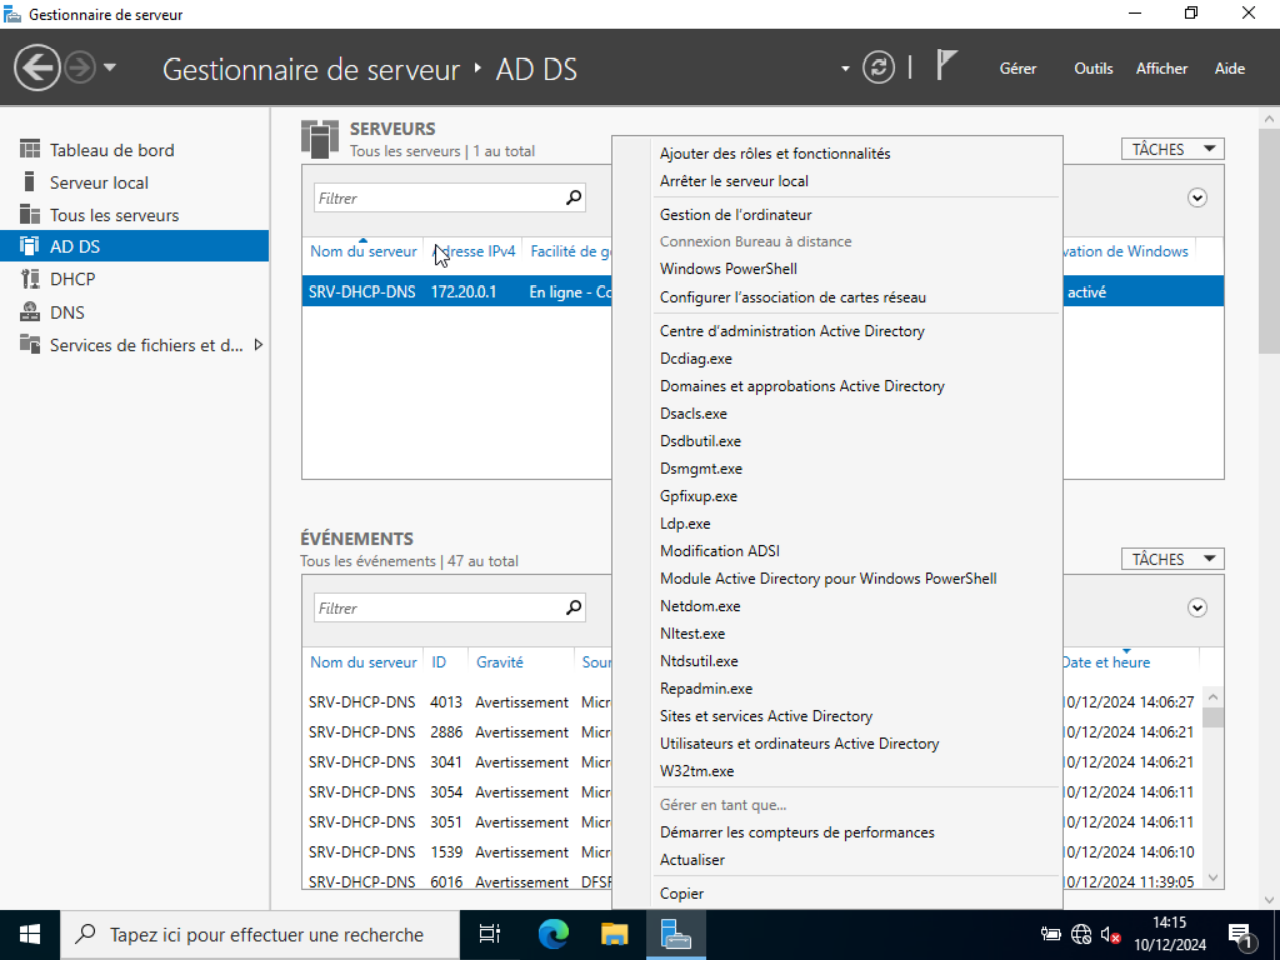 Gestionnaire de serveur
Gestionnaire de serveur AD DS
Gérer Outils Afficher Aide
Tableau de bord
Serveur local
Tous les serveurs
AD DS
DHCP
DNS
Services de fichiers et d...
SERVEURS
Tous les serveurs | 1 au total
TÂCHES
Filtrer
Nom du serveur Adresse IPv4 Facilité de g vation de Windows
SRV-DHCP-DNS 172.20.0.1 En ligne - Co activé
ÉVÉNEMENTS
Tous les événements | 47 au total
TÂCHES
Filtrer
Nom du serveur ID Gravité Sour Date et heure
SRV-DHCP-DNS 4013 Avertissement Micr 10/12/2024 14:06:27
SRV-DHCP-DNS 2886 Avertissement Micr 10/12/2024 14:06:21
SRV-DHCP-DNS 3041 Avertissement Micr 10/12/2024 14:06:21
SRV-DHCP-DNS 3054 Avertissement Micr 10/12/2024 14:06:11
SRV-DHCP-DNS 3051 Avertissement Micr 10/12/2024 14:06:11
SRV-DHCP-DNS 1539 Avertissement Micr 10/12/2024 14:06:10
SRV-DHCP-DNS 6016 Avertissement DFSR 10/12/2024 11:39:05
Ajouter des rôles et fonctionnalités
Arrêter le serveur local
Gestion de l'ordinateur
Connexion Bureau à distance
Windows PowerShell
Configurer l'association de cartes réseau
Centre d'administration Active Directory
Dcdiag.exe
Domaines et approbations Active Directory
Dsacls.exe
Dsdbutil.exe
Dsmgmt.exe
Gpfixup.exe
Ldp.exe
Modification ADSI
Module Active Directory pour Windows PowerShell
Netdom.exe
Nltest.exe
Ntdsutil.exe
Repadmin.exe
Sites et services Active Directory
Utilisateurs et ordinateurs Active Directory
W32tm.exe
Gérer en tant que...
Démarrer les compteurs de performances
Actualiser
Copier
Tapez ici pour effectuer une recherche
14:15
10/12/2024
1